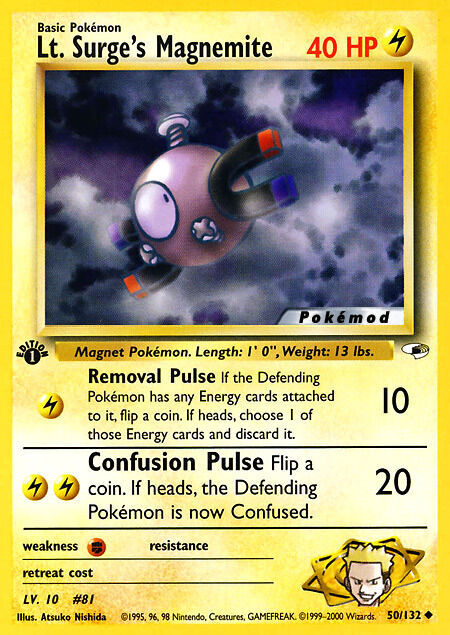 Basic Pokémon
Lt. Surge's Magnemite 40 HP
Pokémod
EDITION
1
Magnet Pokémon. Length: 1' 0", Weight: 13 lbs.
Removal Pulse If the Defending
Pokémon has any Energy cards attached
to it, flip a coin. If heads, choose 1 of
those Energy cards and discard it.
10
Confusion Pulse Flip a
coin. If heads, the Defending
Pokémon is now Confused.
20
weakness resistance
retreat cost
LV. 10 #81
Illus. Atsuko Nishida ©1995, 96, 98 Nintendo, Creatures, GAMEFREAK. ©1999-2000 Wizards. 50/132